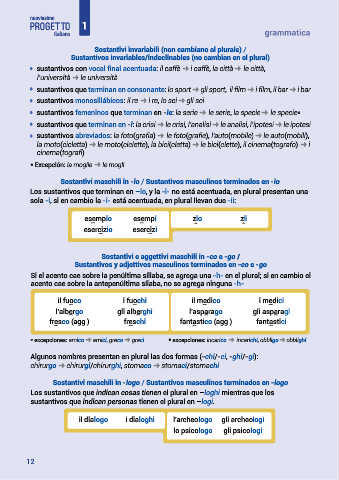 nuovissimo
PROGETTO
italiano
1
grammatica
Sostantivi invariabili (non cambiano al plurale) /
Sustantivos invariables/indeclinables (no cambian en el plural)
• sustantivos con vocal final acentuada: il caffè → i caffè, la città → le città,
l'università → le università
• sustantivos que terminan en consonante: lo sport → gli sport, il film → i film, il bar → i bar
• sustantivos monosilábicos: il re → i re, lo sci → gli sci
• sustantivos femeninos que terminan en -ie: la serie → le serie, la specie → le specie•
• sustantivos que terminan en -i: la crisi → le crisi, l'analisi → le analisi, l'ipotesi → le ipotesi
• sustantivos abreviados: la foto(grafia) → le foto(grafie), l'auto(mobile) → le auto(mobili),
la moto(cicletta) → le moto(ciclette), la bici(cletta) → le bici(clette), il cinema(tografo) → i
cinema(tografi)
• Excepción: la moglie → le mogli
Sostantivi maschili in -io / Sustantivos masculinos terminados en -io
Los sustantivos que terminan en –io, y la -i- no está acentuada, en plural presentan una
sola -i, si en cambio la -i- está acentuada, en plural llevan due -ii:
esempio esempi zio zii
esercizio esercizi
Sostantivi e aggettivi maschili in -co e -go /
Sustantivos y adjettivos masculinos terminados en -co e -go
Si el acento cae sobre la penúltima sílaba, se agrega una -h- en el plural; si en cambio el
acento cae sobre la antepenúltima sílaba, no se agrega ninguna -h-
il fuoco i fuochi il medico i medici
l'albergo gli alberghi l'asparago gli asparagi
fresco (agg ) freschi fantastico (agg ) fantastici
• excepciones: amico → amici, greco → greci • excepciones: incarico → incarichi, obbligo → obblighi
Algunos nombres presentan en plural las dos formas (-chi/-ci, -ghi/-gi):
chirurgo → chirurgi/chirurghi, stomaco → stomaci/stomachi
Sostantivi maschili in -logo / Sustantivos masculinos terminados en -logo
Los sustantivos que indican cosas tienen el plural en –loghi mientras que los
sustantivos que indican personas tienen el plural en –logi.
il dialogo i dialoghi l'archeologo gli archeologi
lo psicologo gli psicologi
12